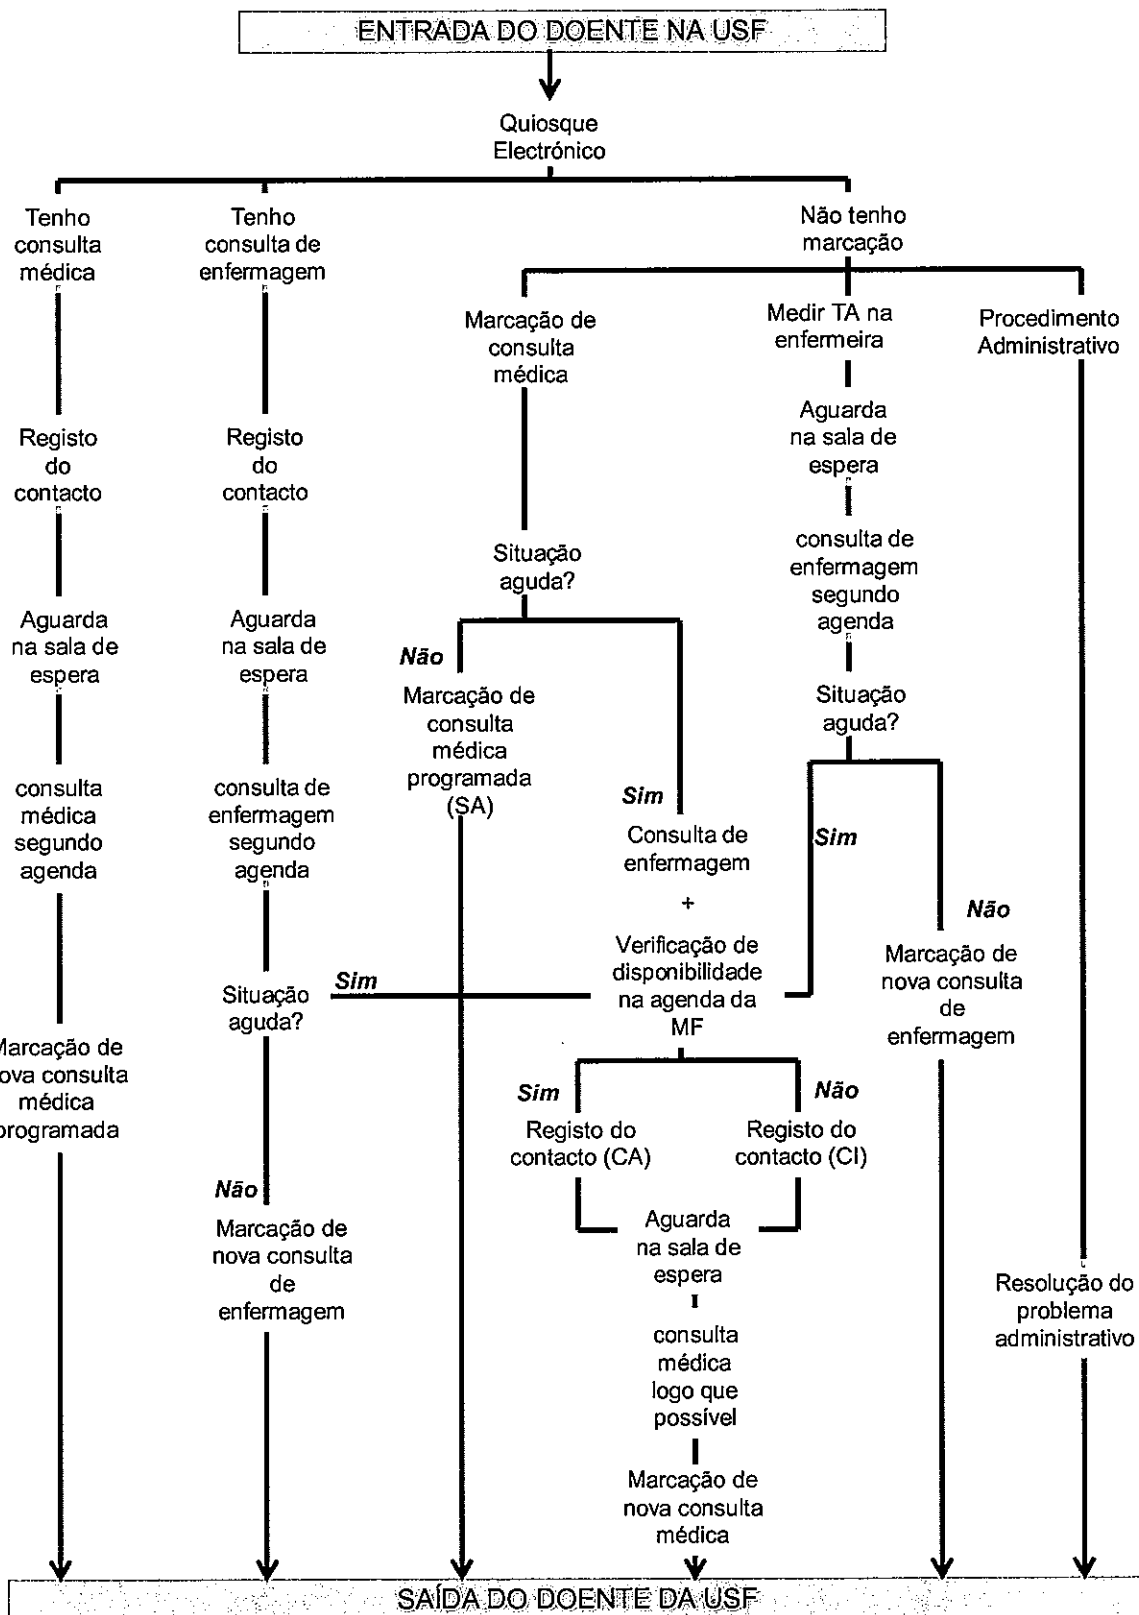 ENTRADA DO DOENTE NA USF
Quiosque
Electrónico
Tenho
consulta
médica
Registo
do
contacto
Aguarda
na sala de
espera
consulta
médica
segundo
agenda
Marcação de
nova consulta
médica
programada
Tenho
consulta de
enfermagem
Registo
do
contacto
Aguarda
na sala de
espera
consulta de
enfermagem
segundo
agenda
Situação
aguda?
Sim
Não
Marcação de
nova consulta
de
enfermagem
Não tenho
marcação
Marcação de
consulta
médica
Situação
aguda?
Não
Marcação de
consulta
médica
programada
(SA)
Sim
Consulta de
enfermagem
+
Verificação de
disponibilidade
na agenda da
MF
Sim
Registo do
contacto (CA)
Não
Registo do
contacto (CI)
Aguarda
na sala de
espera
consulta
médica
logo que
possível
Marcação de
nova consulta
médica
Medir TA na
enfermeira
Aguarda
na sala de
espera
consulta de
enfermagem
segundo
agenda
Situação
aguda?
Sim
Não
Marcação de
nova consulta
de
enfermagem
Procedimento
Administrativo
Resolução do
problema
administrativo
SAÍDA DO DOENTE DA USF